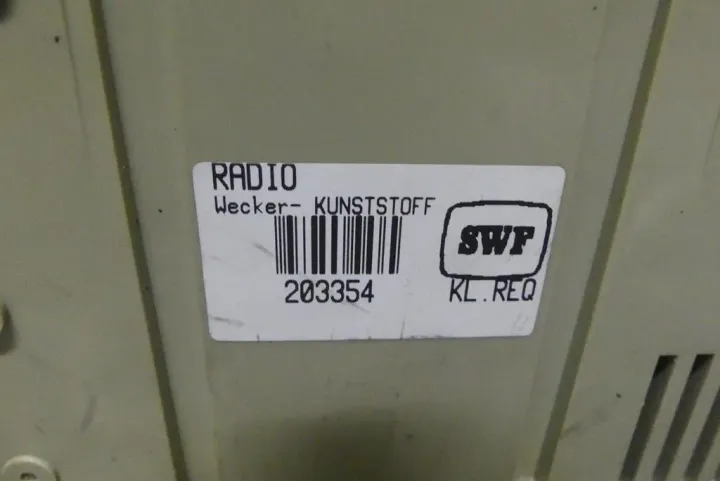 RADIO
Wecker- KUNSTSTOFF
SWF
203354
KL.REQ